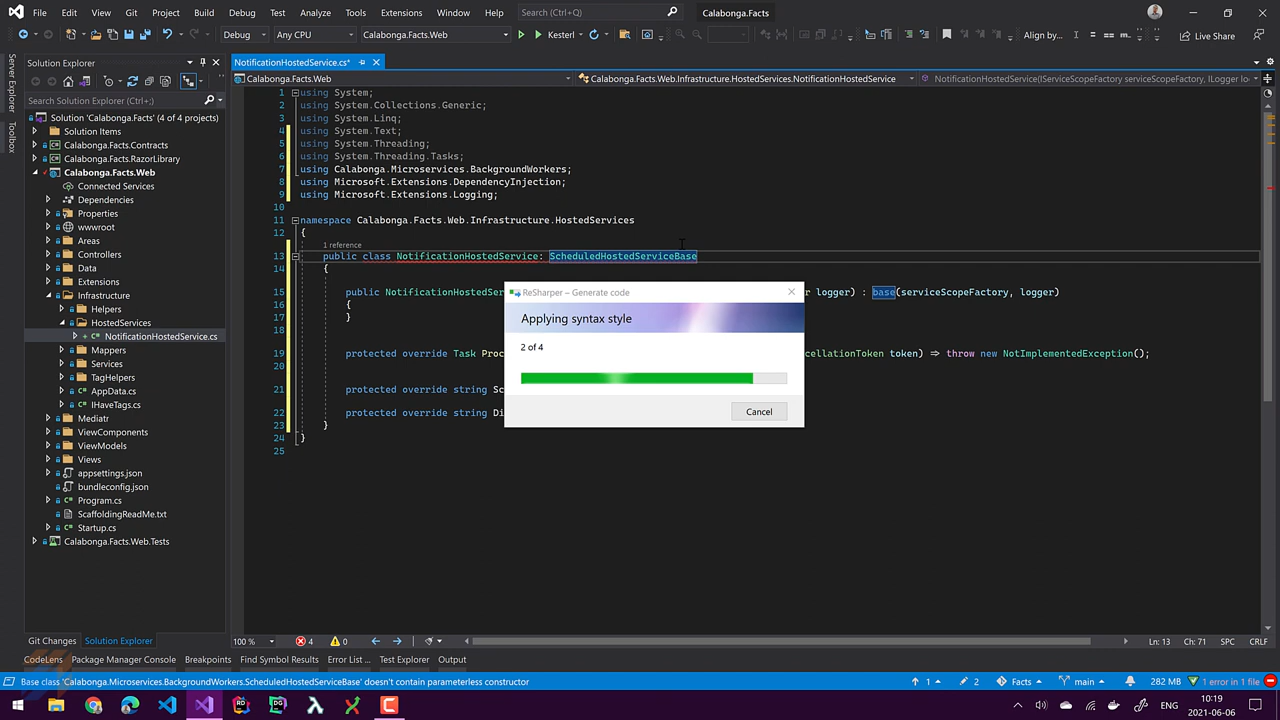 File Edit View Git Project Build Debug Test Analyze Tools Extensions Window Help Search (Ctrl+Q) Calabonga.Facts
Debug Any CPU Calabonga.Facts.Web Kestrel Align by... Live Share
Server Explorer
Toolbox
Solution Explorer
Search Solution Explorer (Ctrl+;)
Solution 'Calabonga.Facts' (4 of 4 projects)
Solution Items
Calabonga.Facts.Contracts
Calabonga.Facts.RazorLibrary
Calabonga.Facts.Web
Connected Services
Dependencies
Properties
wwwroot
Areas
Controllers
Data
Extensions
Infrastructure
Helpers
HostedServices
NotificationHostedService.cs
Mappers
Services
TagHelpers
AppData.cs
IHaveTags.cs
Mediatr
ViewComponents
ViewModels
Views
appsettings.json
bundleconfig.json
Program.cs
ScaffoldingReadMe.txt
Startup.cs
Calabonga.Facts.Web.Tests
Git Changes Solution Explorer
NotificationHostedService.cs*
Calabonga.Facts.Web Calabonga.Facts.Web.Infrastructure.HostedServices.NotificationHostedService NotificationHostedService(IServiceScopeFactory serviceScopeFactory, ILogger lo
1 using System;
2 using System.Collections.Generic;
3 using System.Linq;
4 using System.Text;
5 using System.Threading;
6 using System.Threading.Tasks;
7 using Calabonga.Microservices.BackgroundWorkers;
8 using Microsoft.Extensions.DependencyInjection;
9 using Microsoft.Extensions.Logging;
10
11 namespace Calabonga.Facts.Web.Infrastructure.HostedServices
12 {
1 reference
13 public class NotificationHostedService: ScheduledHostedServiceBase
14 {
15 public NotificationHostedSer r logger) : base(serviceScopeFactory, logger)
16 {
17 }
18
19 protected override Task Proc cellationToken token) => throw new NotImplementedException();
21 protected override string Sc
22 protected override string Di
23 }
24 }
25
ReSharper – Generate code
Applying syntax style
2 of 4
Cancel
100 % 4 0 Ln: 13 Ch: 71 SPC CRLF
CodeLens Package Manager Console Breakpoints Find Symbol Results Error List ... Test Explorer Output
Base class 'Calabonga.Microservices.BackgroundWorkers.ScheduledHostedServiceBase' doesn't contain parameterless constructor 1 2 Facts main 282 MB 1 error in 1 file
10:19
2021-06-06